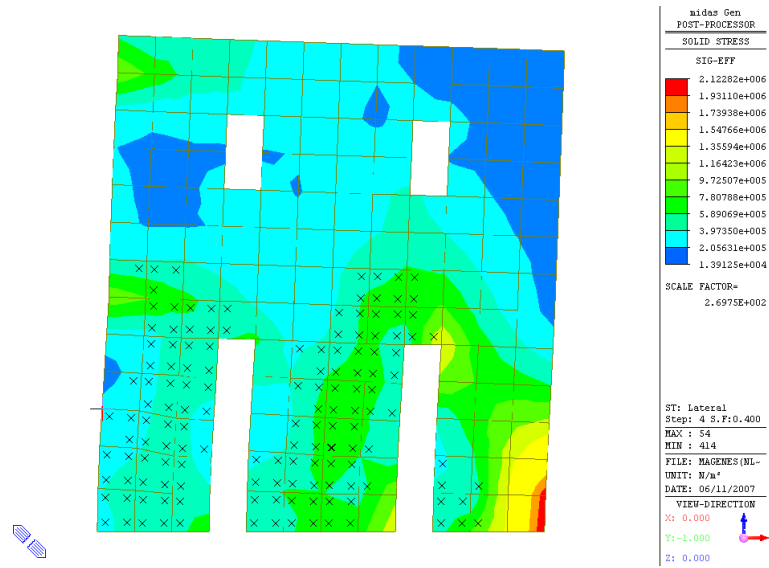 midas Gen
POST-PROCESSOR
SOLID STRESS
SIG-EFF
2.12282e+006
1.93110e+006
1.73938e+006
1.54766e+006
1.35594e+006
1.16423e+006
9.72507e+005
7.80788e+005
5.89069e+005
3.97350e+005
2.05631e+005
1.39125e+004
SCALE FACTOR=
2.6975E+002
ST: Lateral
Step: 4 S.F:0.400
MAX : 54
MIN : 414
FILE: MAGENES(NL~
UNIT: N/m²
DATE: 06/11/2007
VIEW-DIRECTION
X: 0.000
Y:-1.000
Z: 0.000